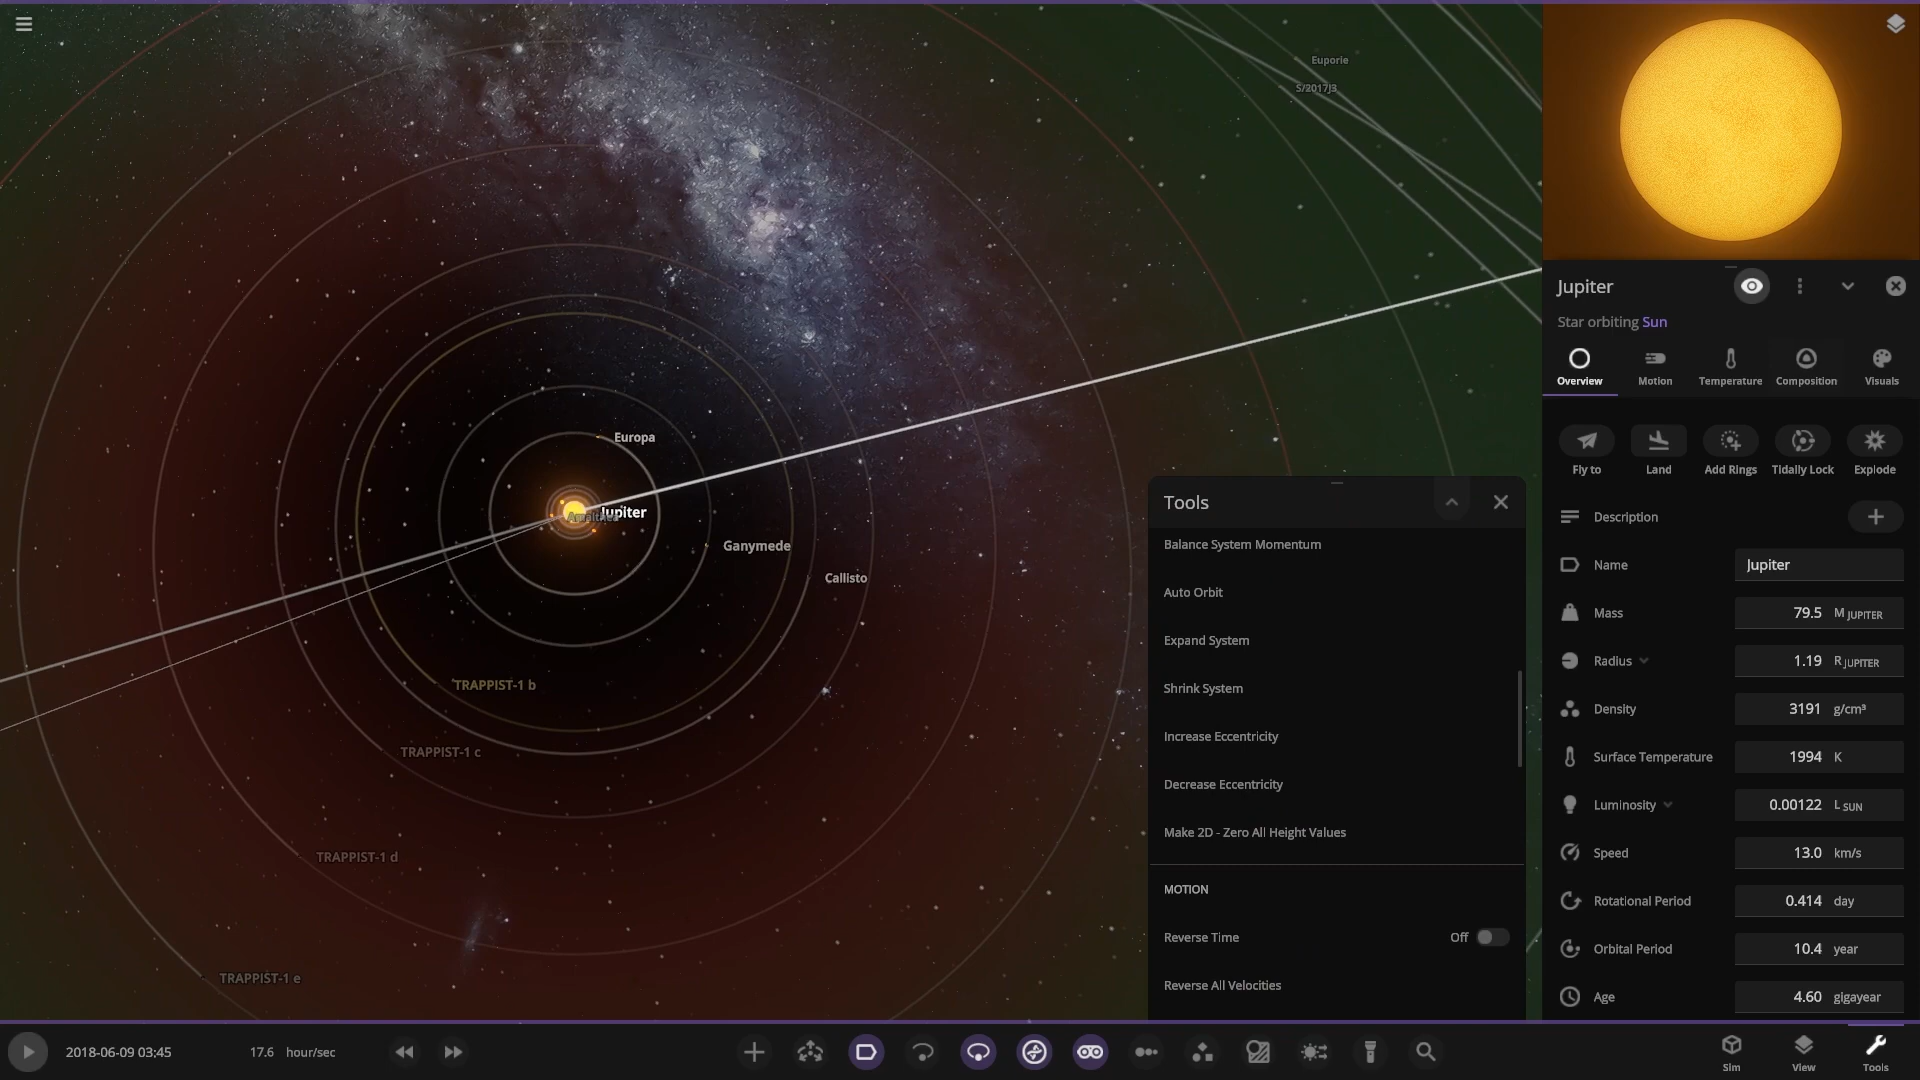 Euporie
S/2017J3
Europa
Jupiter
Ganymede
Callisto
TRAPPIST-1 b
TRAPPIST-1 c
TRAPPIST-1 d
TRAPPIST-1 e
Tools
Balance System Momentum
Auto Orbit
Expand System
Shrink System
Increase Eccentricity
Decrease Eccentricity
Make 2D - Zero All Height Values
MOTION
Reverse Time Off
Reverse All Velocities
Jupiter
Star orbiting Sun
Overview Motion Temperature Composition Visuals
Fly to Land Add Rings Tidally Lock Explode
Description
Name Jupiter
Mass 79.5 M JUPITER
Radius 1.19 R JUPITER
Density 3191 g/cm³
Surface Temperature 1994 K
Luminosity 0.00122 L SUN
Speed 13.0 km/s
Rotational Period 0.414 day
Orbital Period 10.4 year
Age 4.60 gigayear
2018-06-09 03:45 17.6 hour/sec
Sim View Tools